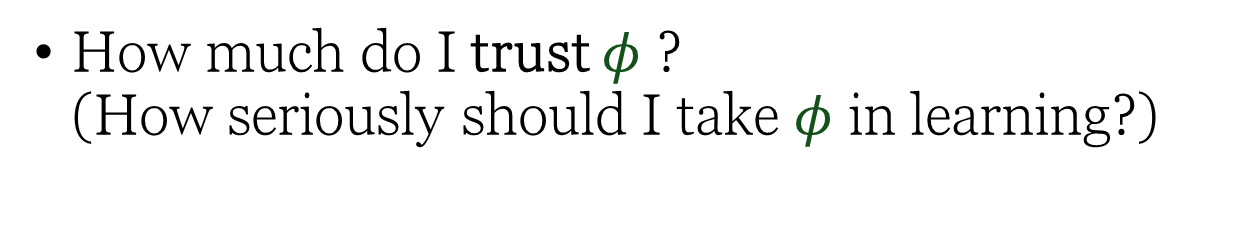 • How much do I trust ϕ ?
(How seriously should I take ϕ in learning?)